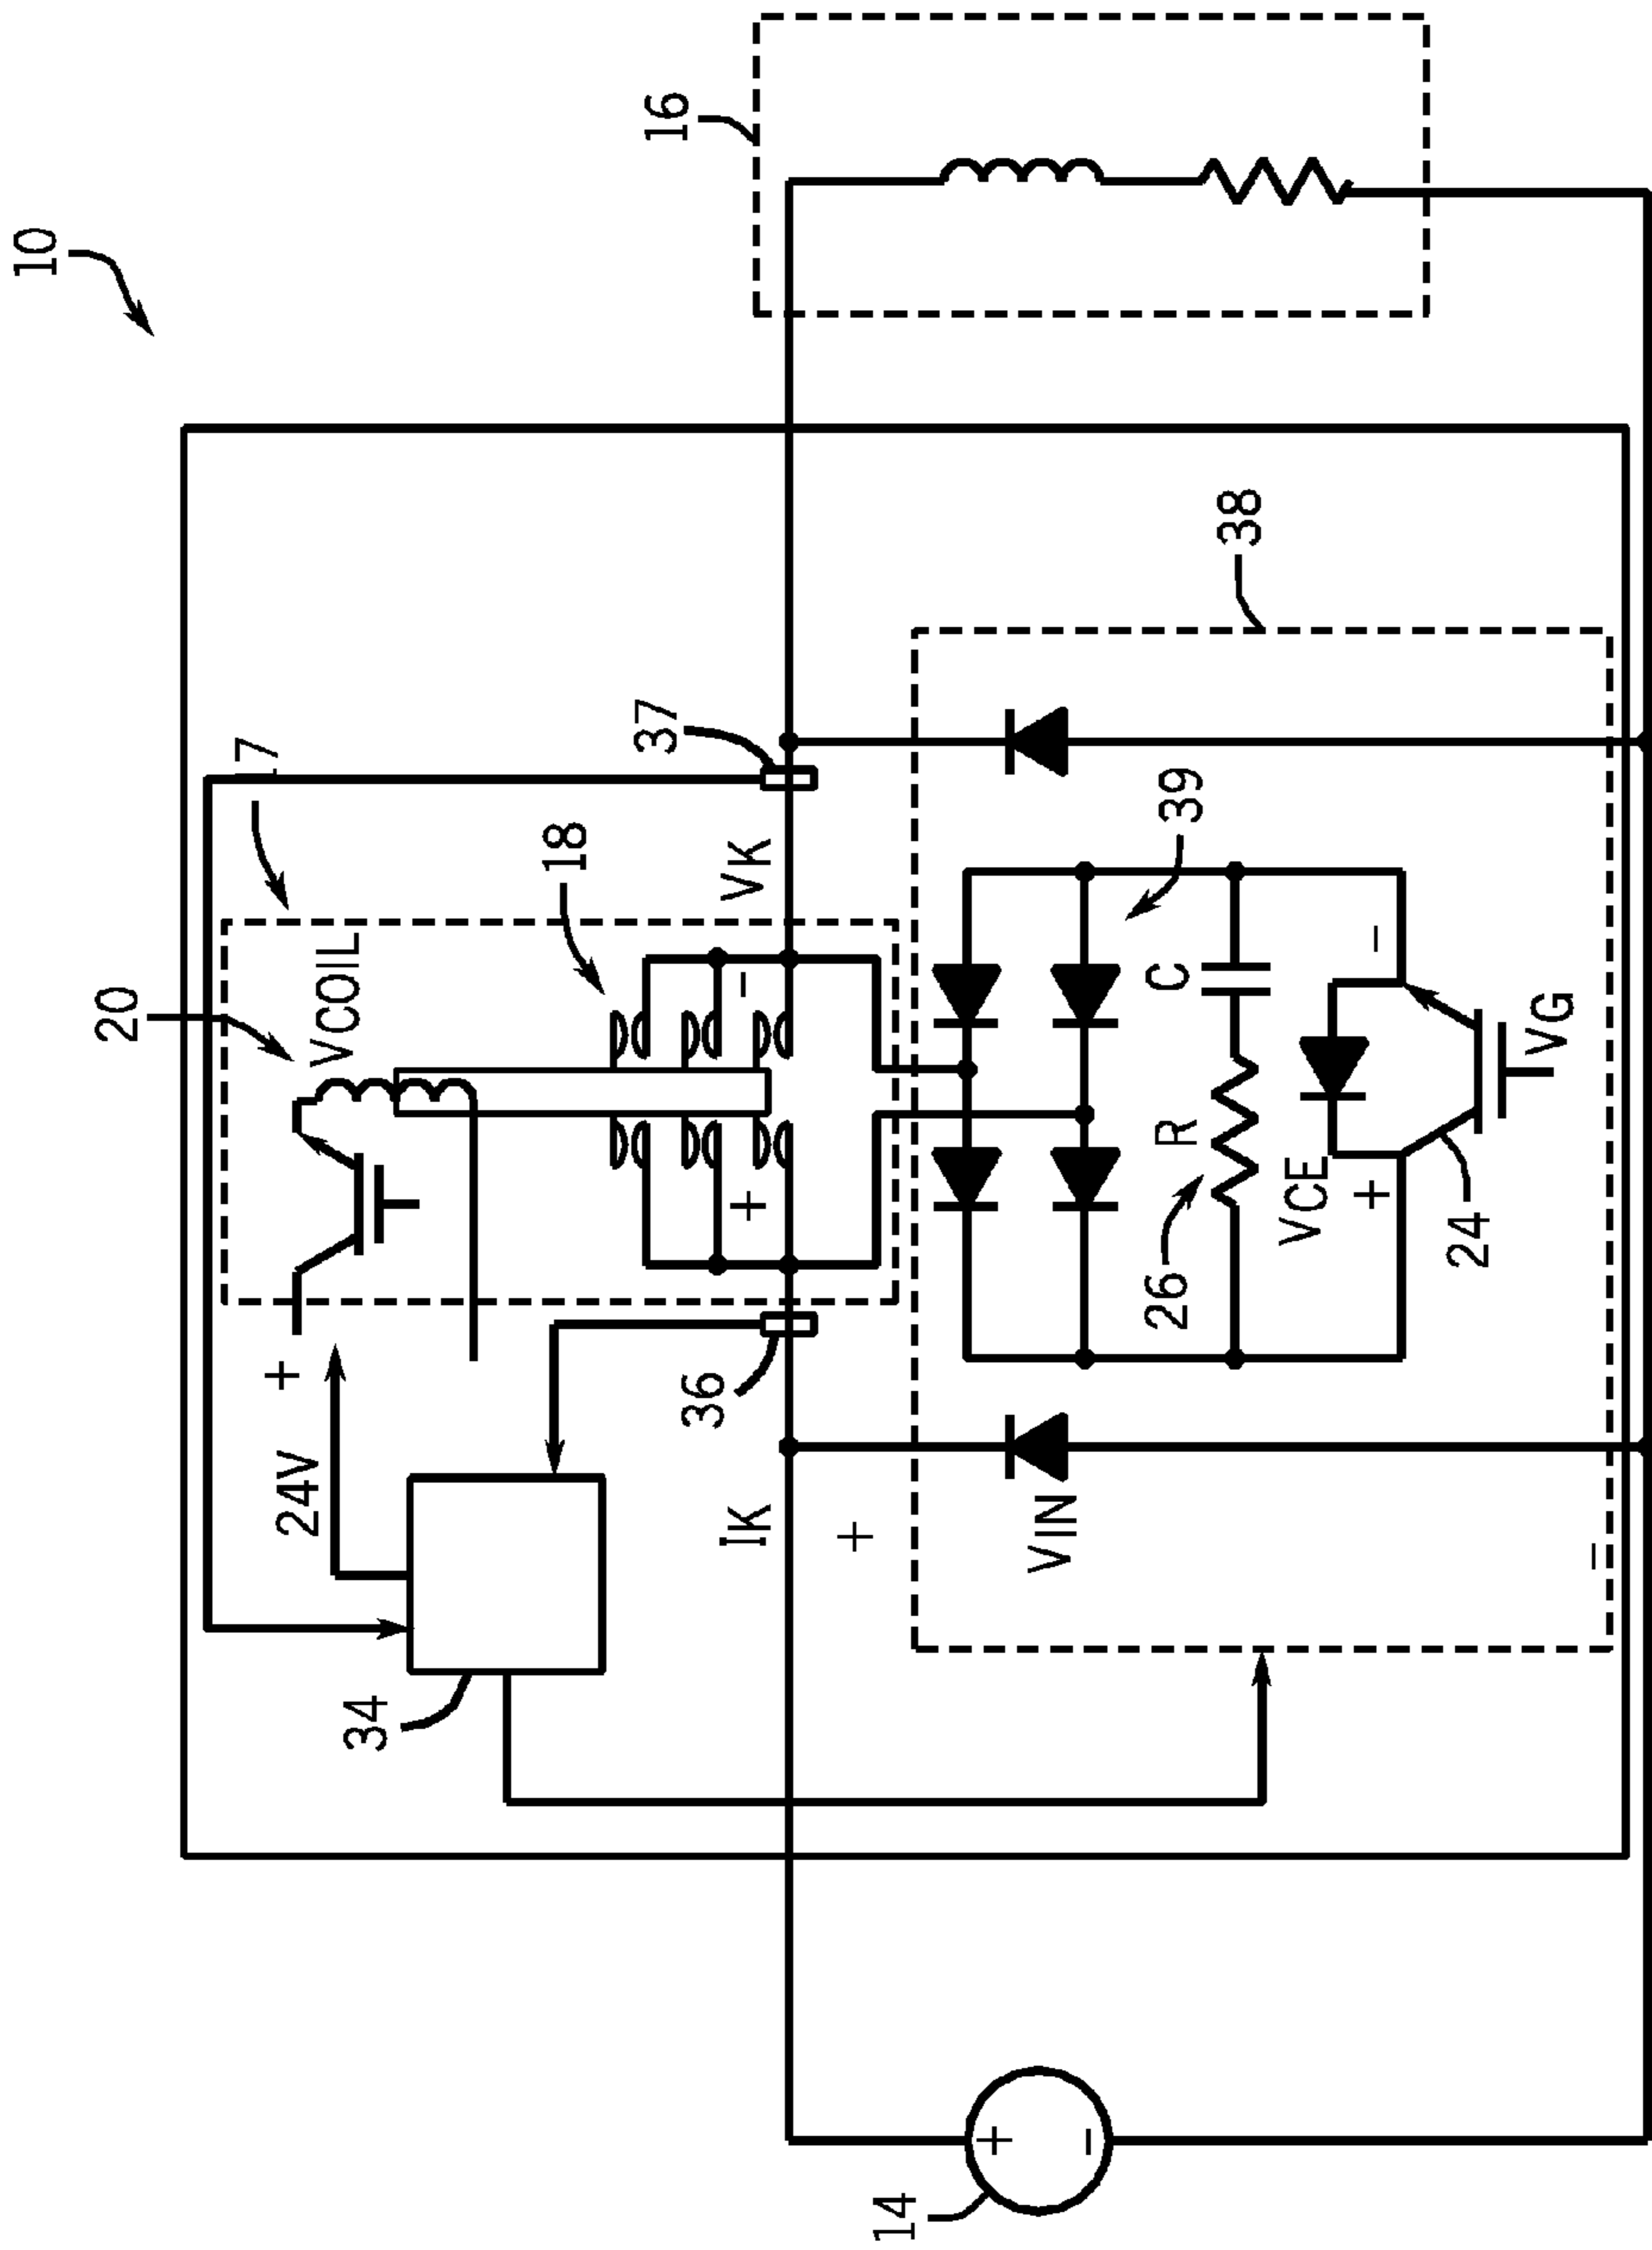 10
20
17
+
24V
VCOIL
34
18
37
16
36
IK
+
-
VK
+
14
+
-
VIN
26
R
C
39
38
VCE
+
-
24
VG
-